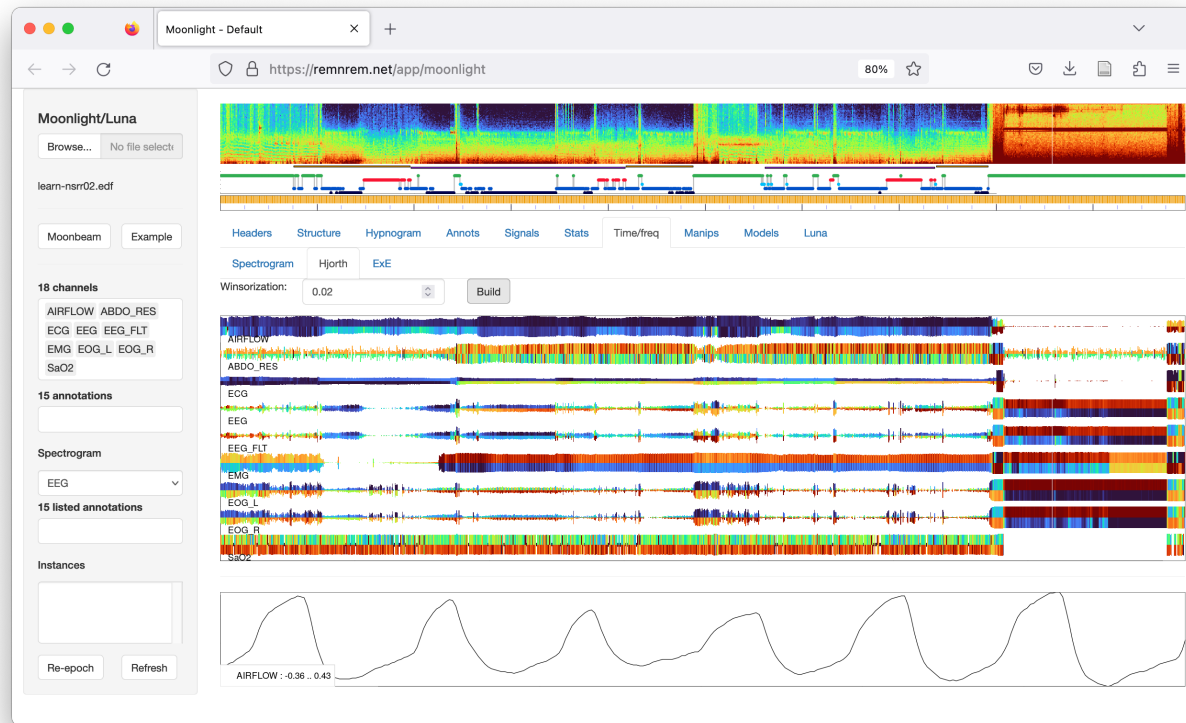 Moonlight - Default
https://remnrem.net/app/moonlight
80%
Moonlight/Luna
Browse... No file selecte
learn-nsrr02.edf
Moonbeam Example
18 channels
AIRFLOW ABDO_RES
ECG EEG EEG_FLT
EMG EOG_L EOG_R
SaO2
15 annotations
Spectrogram
EEG
15 listed annotations
Instances
Re-epoch Refresh
Headers Structure Hypnogram Annots Signals Stats Time/freq Manips Models Luna
Spectrogram Hjorth ExE
Winsorization: 0.02 Build
AIRFLOW
ABDO_RES
ECG
EEG
EEG_FLT
EMG
EOG_L
EOG_R
SaO2
AIRFLOW : -0.36 .. 0.43